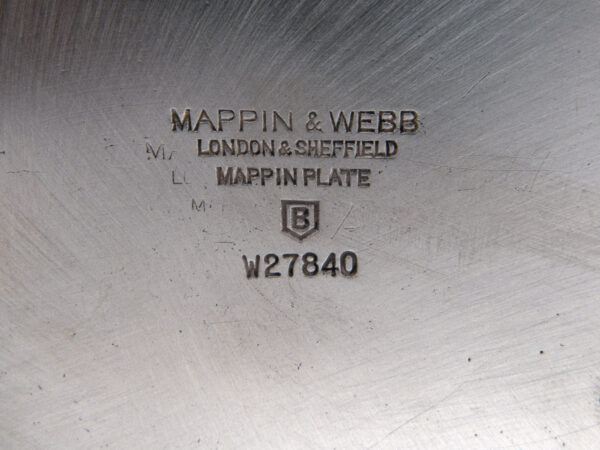 MAPPIN & WEBB
LONDON & SHEFFIELD
MAPPIN PLATE
B
W27840